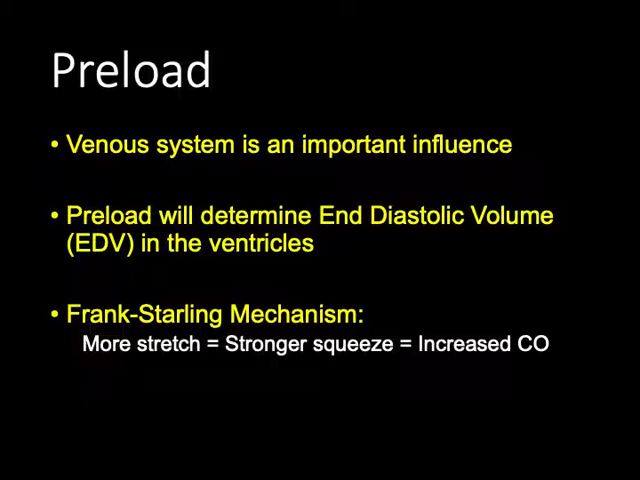 Preload
• Venous system is an important influence
• Preload will determine End Diastolic Volume
(EDV) in the ventricles
• Frank-Starling Mechanism:
More stretch = Stronger squeeze = Increased CO